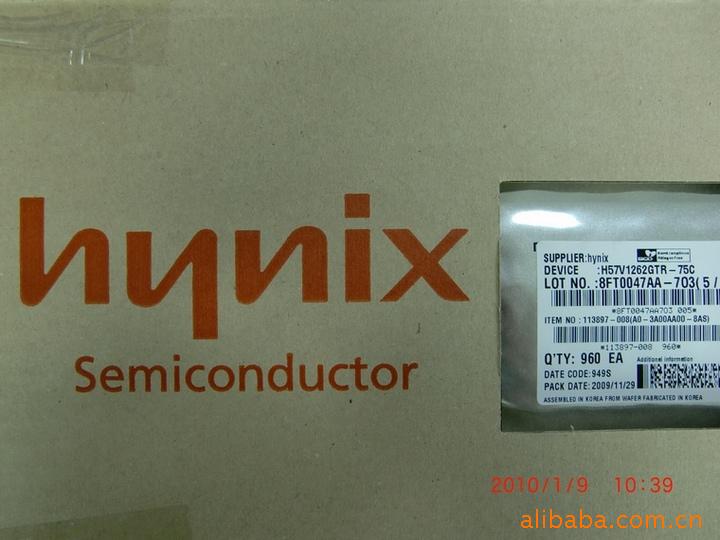 hynix
Semiconductor
SUPPLIER:hynix
DEVICE :H57V1262GTR-75C
LOT NO. :8FT0047AA-703( 5 /
*8FT0047AA703 005*
ITEM NO :113897-008(A0-3A00AA00-8AS)
*113897-008 960*
Q'TY: 960 EA
Additional information
DATE CODE:949S
PACK DATE:2009/11/29
ASSEMBLED IN KOREA FROM WAFER FABRICATED IN KOREA
2010/1/9 10:39
alibaba.com.cn